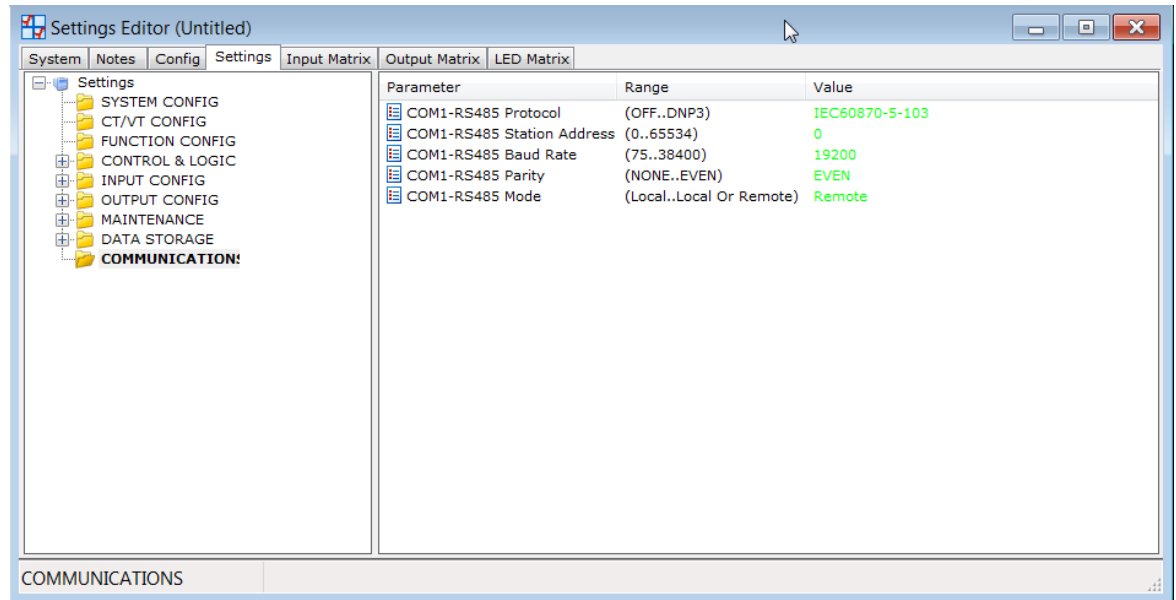 Settings Editor (Untitled)
System Notes Config Settings Input Matrix Output Matrix LED Matrix
Settings
SYSTEM CONFIG
CT/VT CONFIG
FUNCTION CONFIG
CONTROL & LOGIC
INPUT CONFIG
OUTPUT CONFIG
MAINTENANCE
DATA STORAGE
COMMUNICATIONS
Parameter Range Value
COM1-RS485 Protocol (OFF..DNP3) IEC60870-5-103
COM1-RS485 Station Address (0..65534) 0
COM1-RS485 Baud Rate (75..38400) 19200
COM1-RS485 Parity (NONE..EVEN) EVEN
COM1-RS485 Mode (Local..Local Or Remote) Remote
COMMUNICATIONS